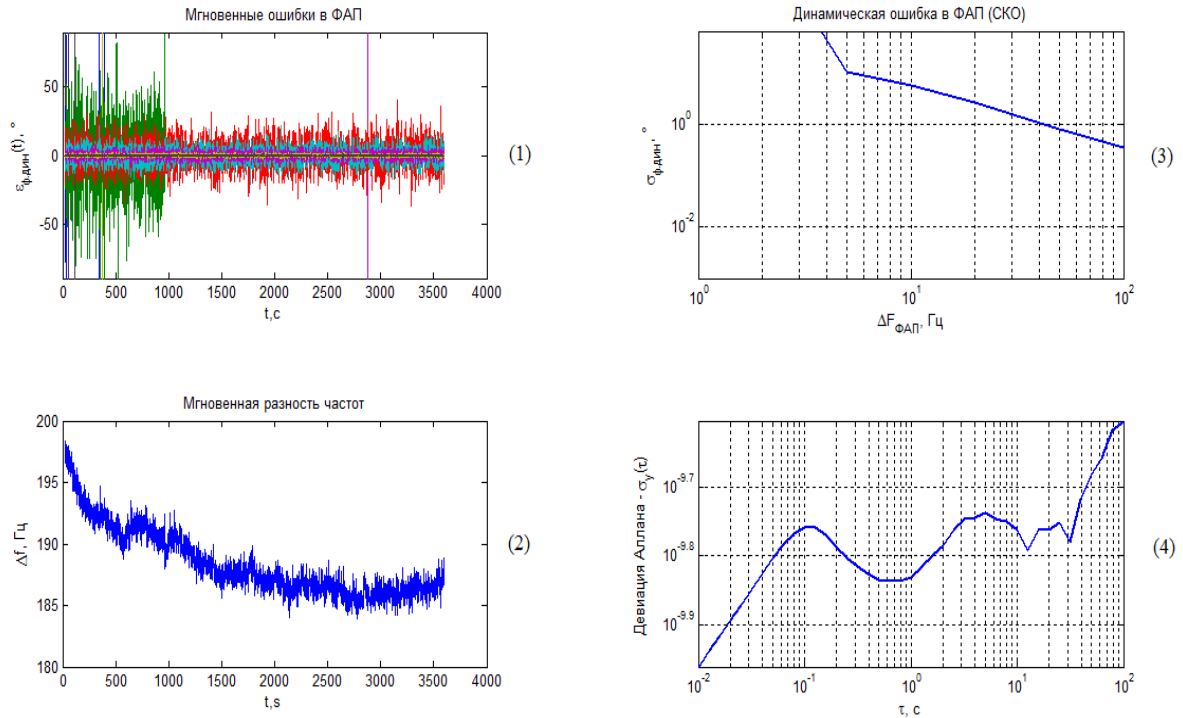 Мгновенные ошибки в ФАП
εф.дин(t), °
50
0
-50
0 500 1000 1500 2000 2500 3000 3500 4000
t,c
(1)
Динамическая ошибка в ФАП (СКО)
σф.дин, °
10^0
10^-2
10^0 10^1 10^2
ΔFФАП, Гц
(3)
Мгновенная разность частот
Δf, Гц
200
195
190
185
180
0 500 1000 1500 2000 2500 3000 3500 4000
t,s
(2)
Девиация Аллана - σy(τ)
10^-9.7
10^-9.8
10^-9.9
10^-2 10^-1 10^0 10^1 10^2
τ, c
(4)